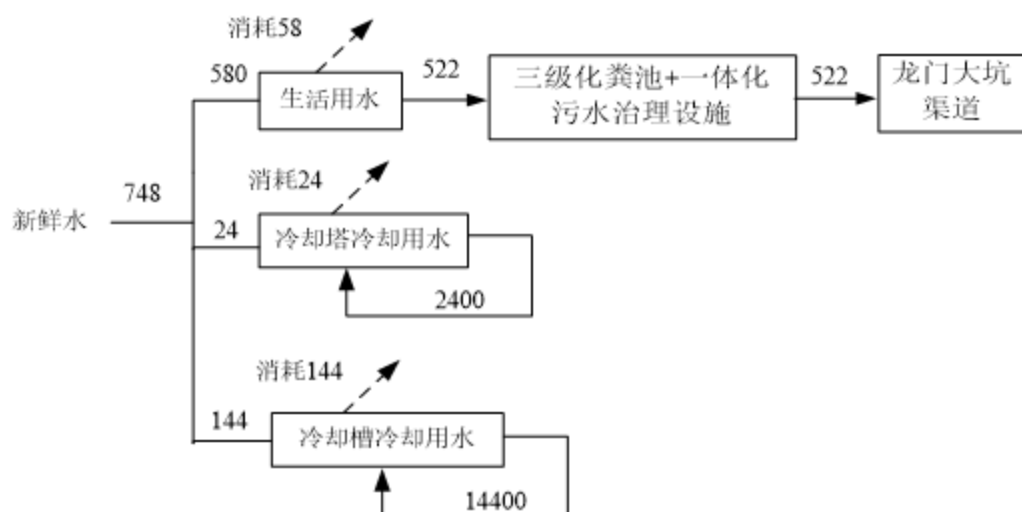 消耗58
580
生活用水
522
三级化粪池+一体化
污水治理设施
522
龙门大坑
渠道
新鲜水
748
消耗24
24
冷却塔冷却用水
2400
消耗144
144
冷却槽冷却用水
14400